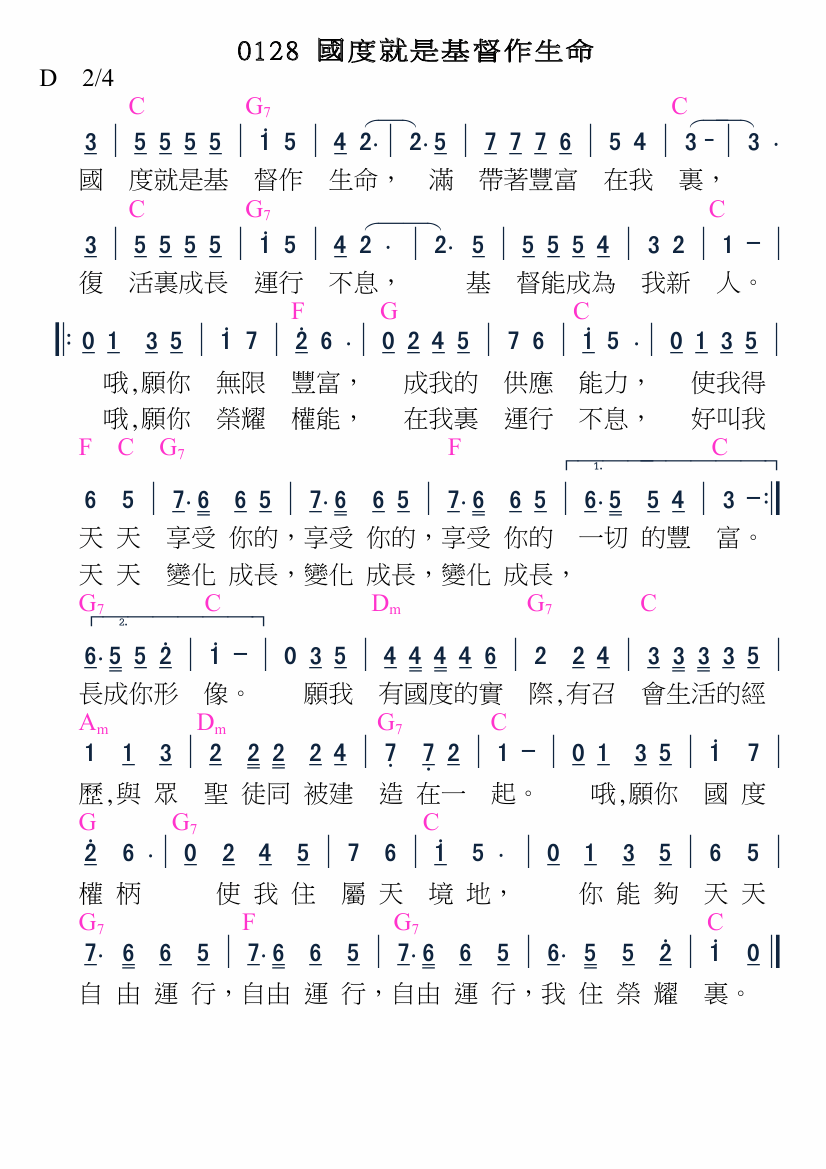 0128 國度就是基督作生命
D 2/4
C G7 C
3 | 5 5 5 5 | i 5 | 4 2. | 2. 5 | 7 7 7 6 | 5 4 | 3 - | 3 .
國 度就是基 督作 生命， 滿 帶著豐富 在我 裏，
C G7 C
3 | 5 5 5 5 | i 5 | 4 2 . | 2. 5 | 5 5 5 4 | 3 2 | 1 - |
復 活裏成長 運行 不息， 基 督能成為 我新 人。
F G C
|: 0 1 3 5 | i 7 | 2̇ 6 . | 0 2 4 5 | 7 6 | i 5 . | 0 1 3 5 |
哦,願你 無限 豐富， 成我的 供應 能力， 使我得
哦,願你 榮耀 權能， 在我裏 運行 不息， 好叫我
F C G7 F C
1.
6 5 | 7. 6 6 5 | 7. 6 6 5 | 7. 6 6 5 | 6. 5 5 4 | 3 - :|
天 天 享受 你的，享受 你的，享受 你的 一切 的豐 富。
天 天 變化 成長，變化 成長，變化 成長，
G7 C Dm G7 C
2.
6. 5 5 2̇ | i - | 0 3 5 | 4 4 4 4 6 | 2 2 4 | 3 3 3 3 5 |
長成你形 像。 願我 有國度的實 際,有召 會生活的經
Am Dm G7 C
1 1 3 | 2 2 2 2 4 | 7̣ 7̣ 2 | 1 - | 0 1 3 5 | i 7 |
歷,與 眾 聖 徒同 被建 造 在一 起。 哦,願你 國 度
G G7 C
2̇ 6 . | 0 2 4 5 | 7 6 | i 5 . | 0 1 3 5 | 6 5 |
權 柄 使 我 住 屬 天 境 地， 你 能 夠 天 天
G7 F G7 C
7. 6 6 5 | 7. 6 6 5 | 7. 6 6 5 | 6. 5 5 2̇ | i 0 ‖
自 由 運 行，自由 運 行，自由 運 行，我 住 榮 耀 裏。